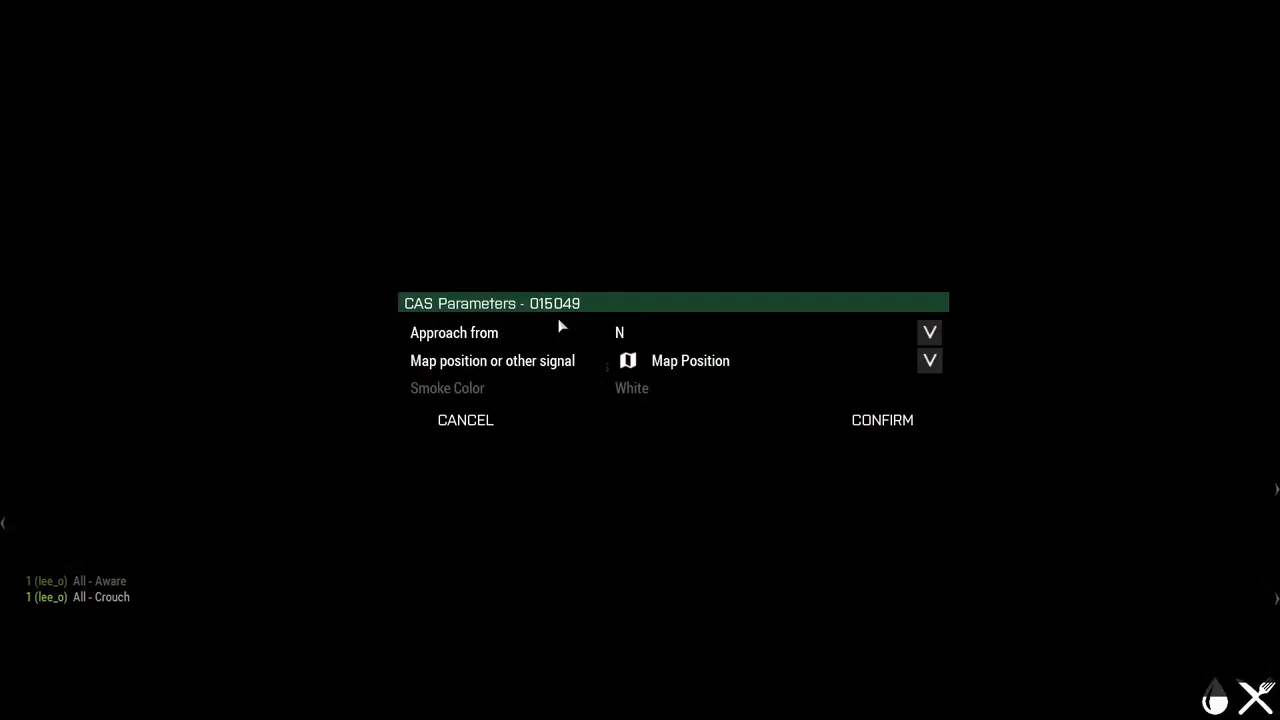 CAS Parameters - 015049
Approach from N V
Map position or other signal Map Position V
Smoke Color White
CANCEL CONFIRM
1 (lee_o) All - Aware
1 (lee_o) All - Crouch